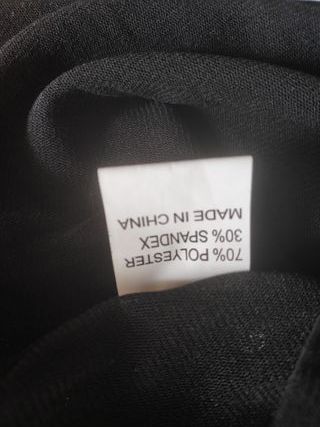 70% POLYESTER
30% SPANDEX
MADE IN CHINA